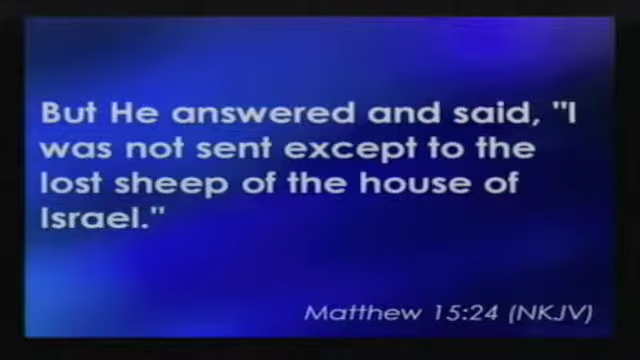 But He answered and said, "I
was not sent except to the
lost sheep of the house of
Israel."
Matthew 15:24 (NKJV)